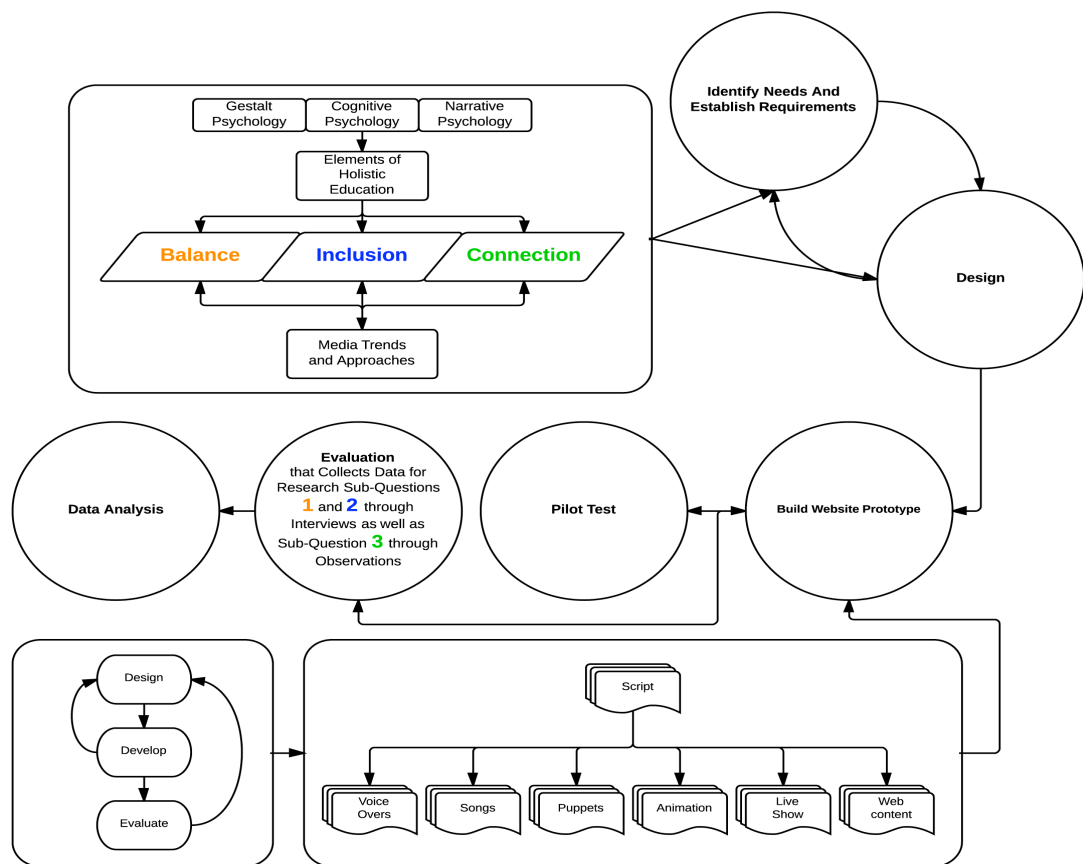 Gestalt
Psychology
Cognitive
Psychology
Narrative
Psychology
Elements of
Holistic
Education
Balance
Inclusion
Connection
Media Trends
and Approaches
Identify Needs And
Establish Requirements
Design
Data Analysis
Evaluation
that Collects Data for
Research Sub-Questions
1 and 2 through
Interviews as well as
Sub-Question 3 through
Observations
Pilot Test
Build Website Prototype
Design
Develop
Evaluate
Script
Voice
Overs
Songs
Puppets
Animation
Live
Show
Web
content